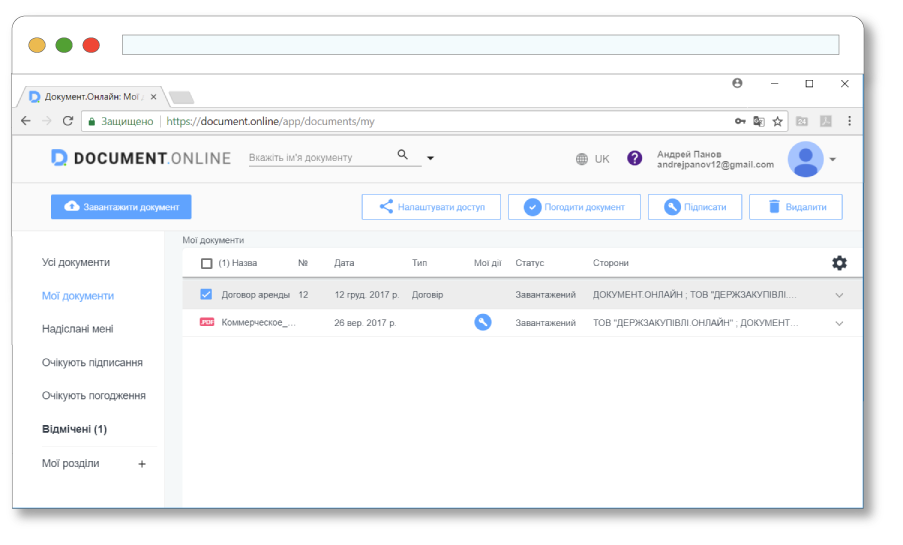 Документ.Онлайн: Мої
Защищено | https://document.online/app/documents/my
DOCUMENT.ONLINE
Вкажіть ім'я документу
UK
Андрей Панов
andrejpanov12@gmail.com
Завантажити документ
Налаштувати доступ
Погодити документ
Підписати
Видалити
Мої документи
Усі документи
Мої документи
Надіслані мені
Очікують підписання
Очікують погодження
Відмічені (1)
Мої розділи +
(1) Назва № Дата Тип Мої дії Статус Сторони
Договор аренды 12 12 груд. 2017 р. Договір Завантажений ДОКУМЕНТ.ОНЛАЙН ; ТОВ "ДЕРЖЗАКУПІВЛІ....
PDF Коммерческое_... 26 вер. 2017 р. Завантажений ТОВ "ДЕРЖЗАКУПІВЛІ.ОНЛАЙН" ; ДОКУМЕНТ...